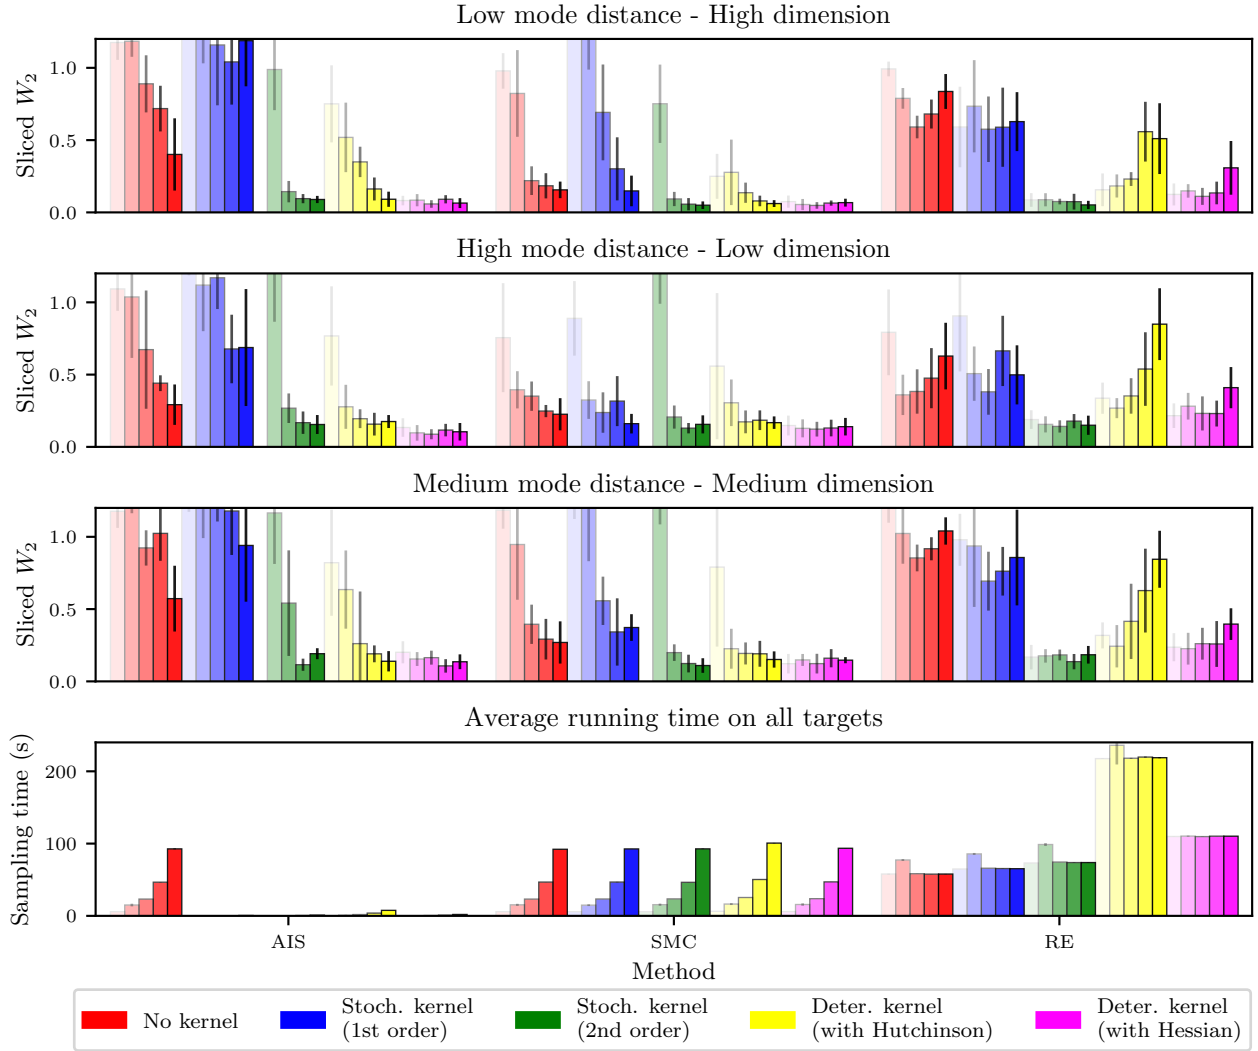 Low mode distance - High dimension
Sliced W₂
1.0
0.5
0.0
High mode distance - Low dimension
Sliced W₂
1.0
0.5
0.0
Medium mode distance - Medium dimension
Sliced W₂
1.0
0.5
0.0
Average running time on all targets
Sampling time (s)
200
100
0
AIS
SMC
RE
Method
No kernel
Stoch. kernel
(1st order)
Stoch. kernel
(2nd order)
Deter. kernel
(with Hutchinson)
Deter. kernel
(with Hessian)